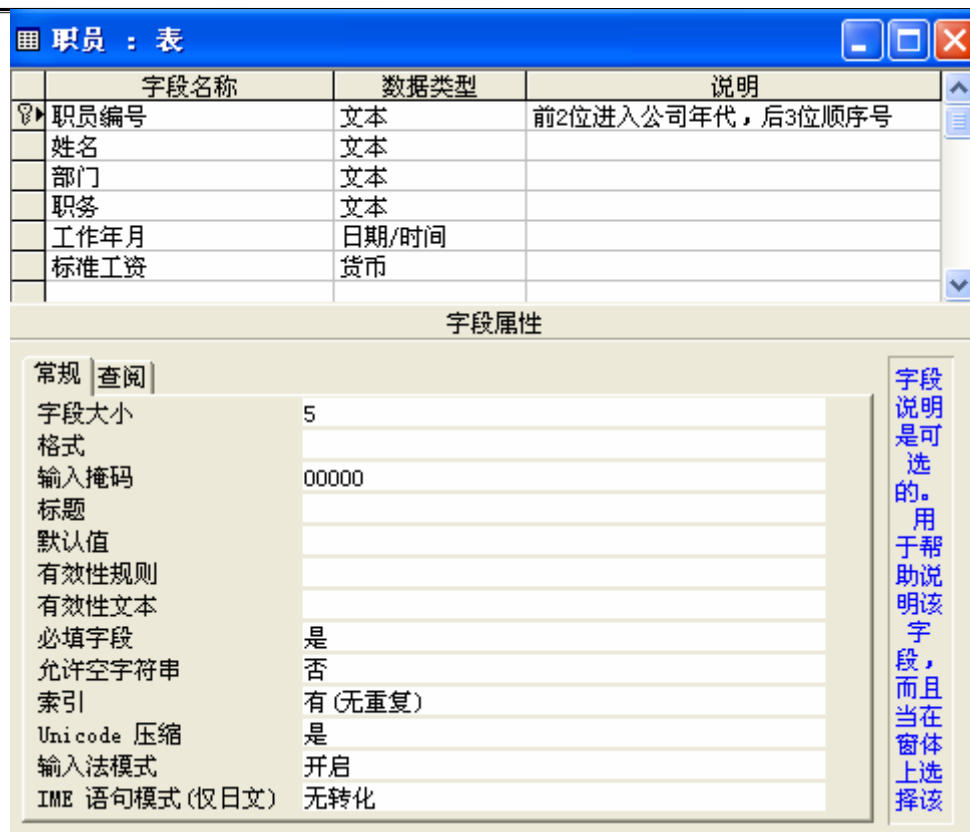 职员 : 表
字段名称 数据类型 说明
职员编号 文本 前2位进入公司年代,后3位顺序号
姓名 文本
部门 文本
职务 文本
工作年月 日期/时间
标准工资 货币
字段属性
常规 查阅
字段大小 5
格式
输入掩码 00000
标题
默认值
有效性规则
有效性文本
必填字段 是
允许空字符串 否
索引 有(无重复)
Unicode 压缩 是
输入法模式 开启
IME 语句模式(仅日文) 无转化
字段
说明
是可
选
的。
用
于帮
助说
明该
字
段,
而且
当在
窗体
上选
择该